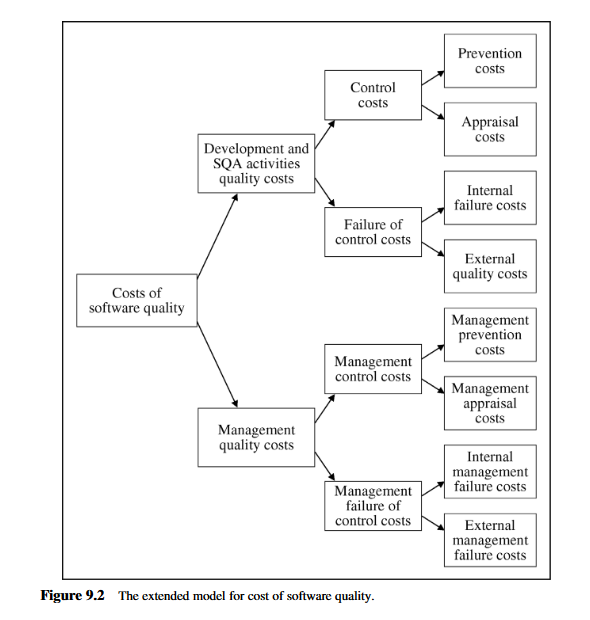 Prevention
costs
Control
costs
Appraisal
costs
Development and
SQA activities
quality costs
Internal
failure costs
Failure of
control costs
External
quality costs
Costs of
software quality
Management
prevention
costs
Management
control costs
Management
appraisal
costs
Management
quality costs
Internal
management
failure costs
Management
failure of
control costs
External
management
failure costs
Figure 9.2 The extended model for cost of software quality.